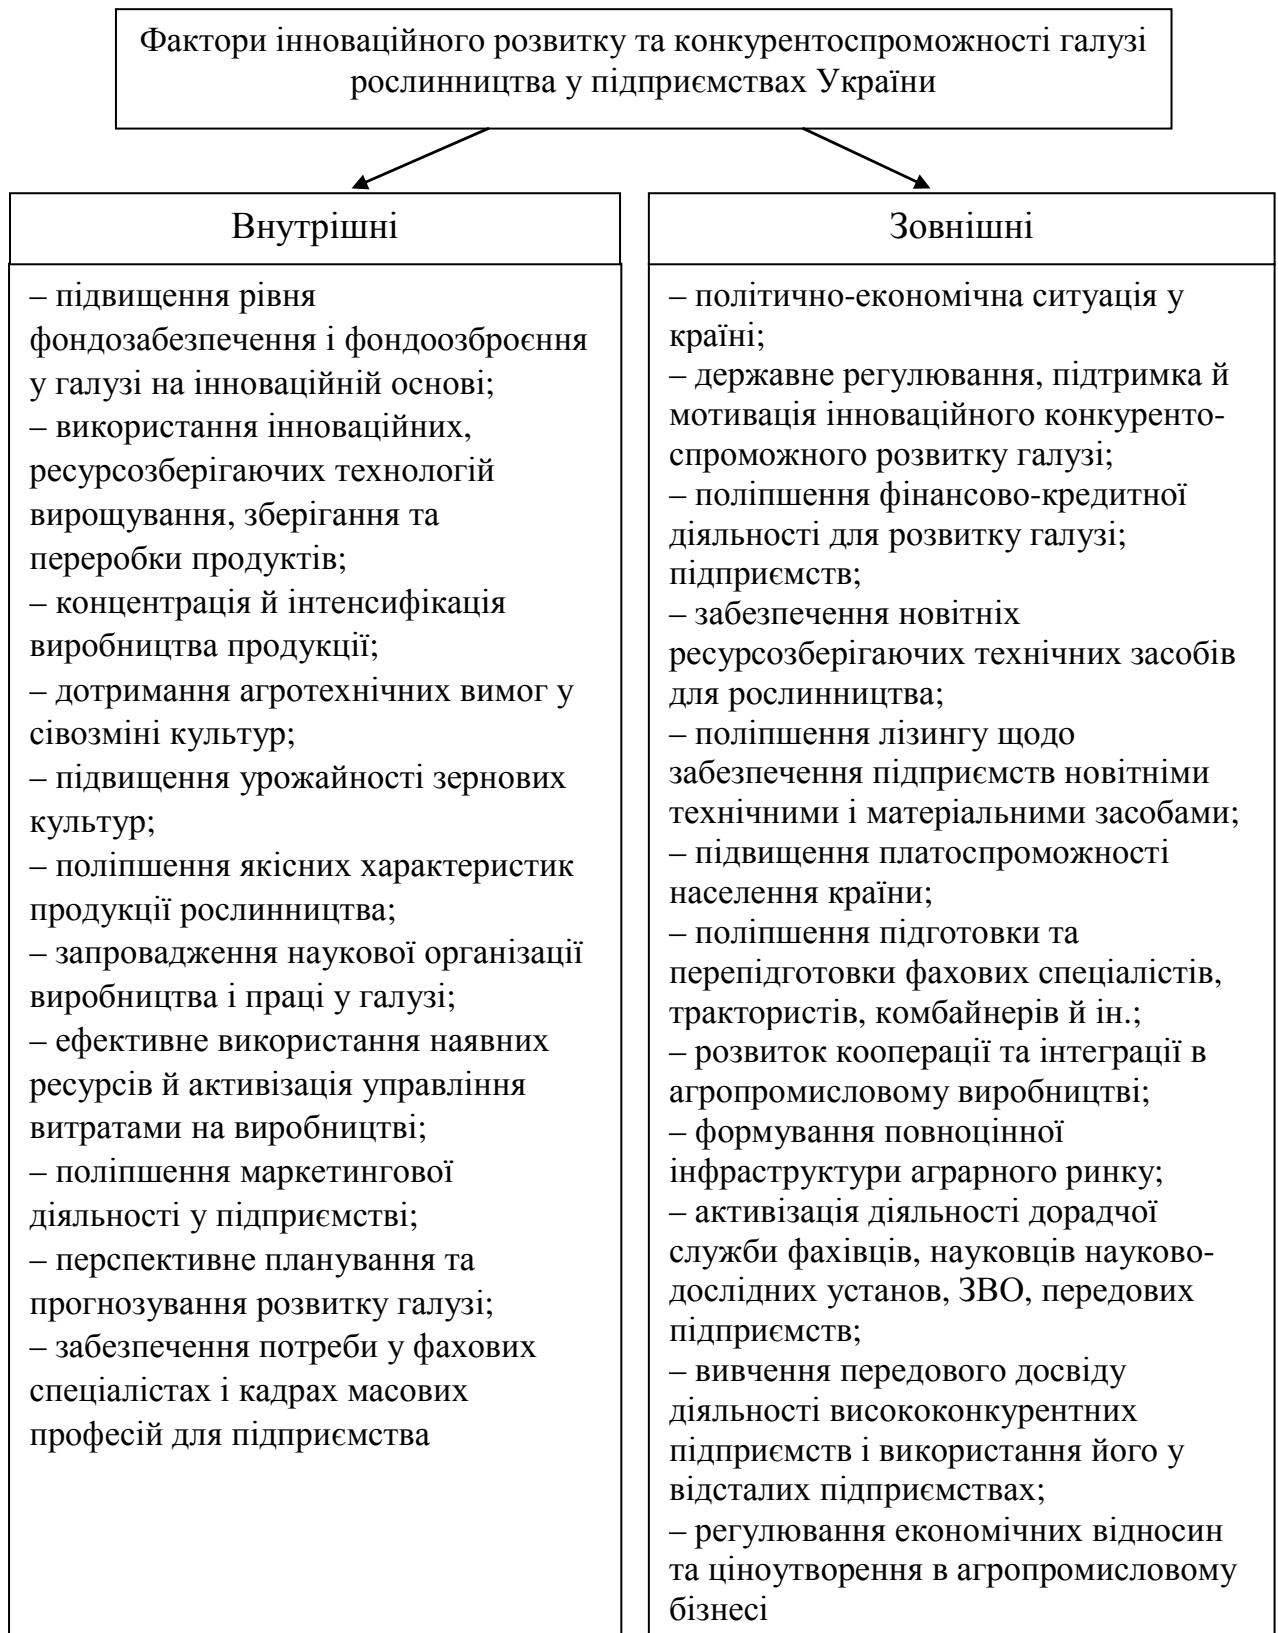 Фактори інноваційного розвитку та конкурентоспроможності галузі
рослинництва у підприємствах України
Внутрішні
– підвищення рівня
фондозабезпечення і фондоозброєння
у галузі на інноваційній основі;
– використання інноваційних,
ресурсозберігаючих технологій
вирощування, зберігання та
переробки продуктів;
– концентрація й інтенсифікація
виробництва продукції;
– дотримання агротехнічних вимог у
сівозміні культур;
– підвищення урожайності зернових
культур;
– поліпшення якісних характеристик
продукції рослинництва;
– запровадження наукової організації
виробництва і праці у галузі;
– ефективне використання наявних
ресурсів й активізація управління
витратами на виробництві;
– поліпшення маркетингової
діяльності у підприємстві;
– перспективне планування та
прогнозування розвитку галузі;
– забезпечення потреби у фахових
спеціалістах і кадрах масових
професій для підприємства
Зовнішні
– політично-економічна ситуація у
країні;
– державне регулювання, підтримка й
мотивація інноваційного конкуренто-
спроможного розвитку галузі;
– поліпшення фінансово-кредитної
діяльності для розвитку галузі;
підприємств;
– забезпечення новітніх
ресурсозберігаючих технічних засобів
для рослинництва;
– поліпшення лізингу щодо
забезпечення підприємств новітніми
технічними і матеріальними засобами;
– підвищення платоспроможності
населення країни;
– поліпшення підготовки та
перепідготовки фахових спеціалістів,
трактористів, комбайнерів й ін.;
– розвиток кооперації та інтеграції в
агропромисловому виробництві;
– формування повноцінної
інфраструктури аграрного ринку;
– активізація діяльності дорадчої
служби фахівців, науковців науково-
дослідних установ, ЗВО, передових
підприємств;
– вивчення передового досвіду
діяльності висококонкурентних
підприємств і використання його у
відсталих підприємствах;
– регулювання економічних відносин
та ціноутворення в агропромисловому
бізнесі